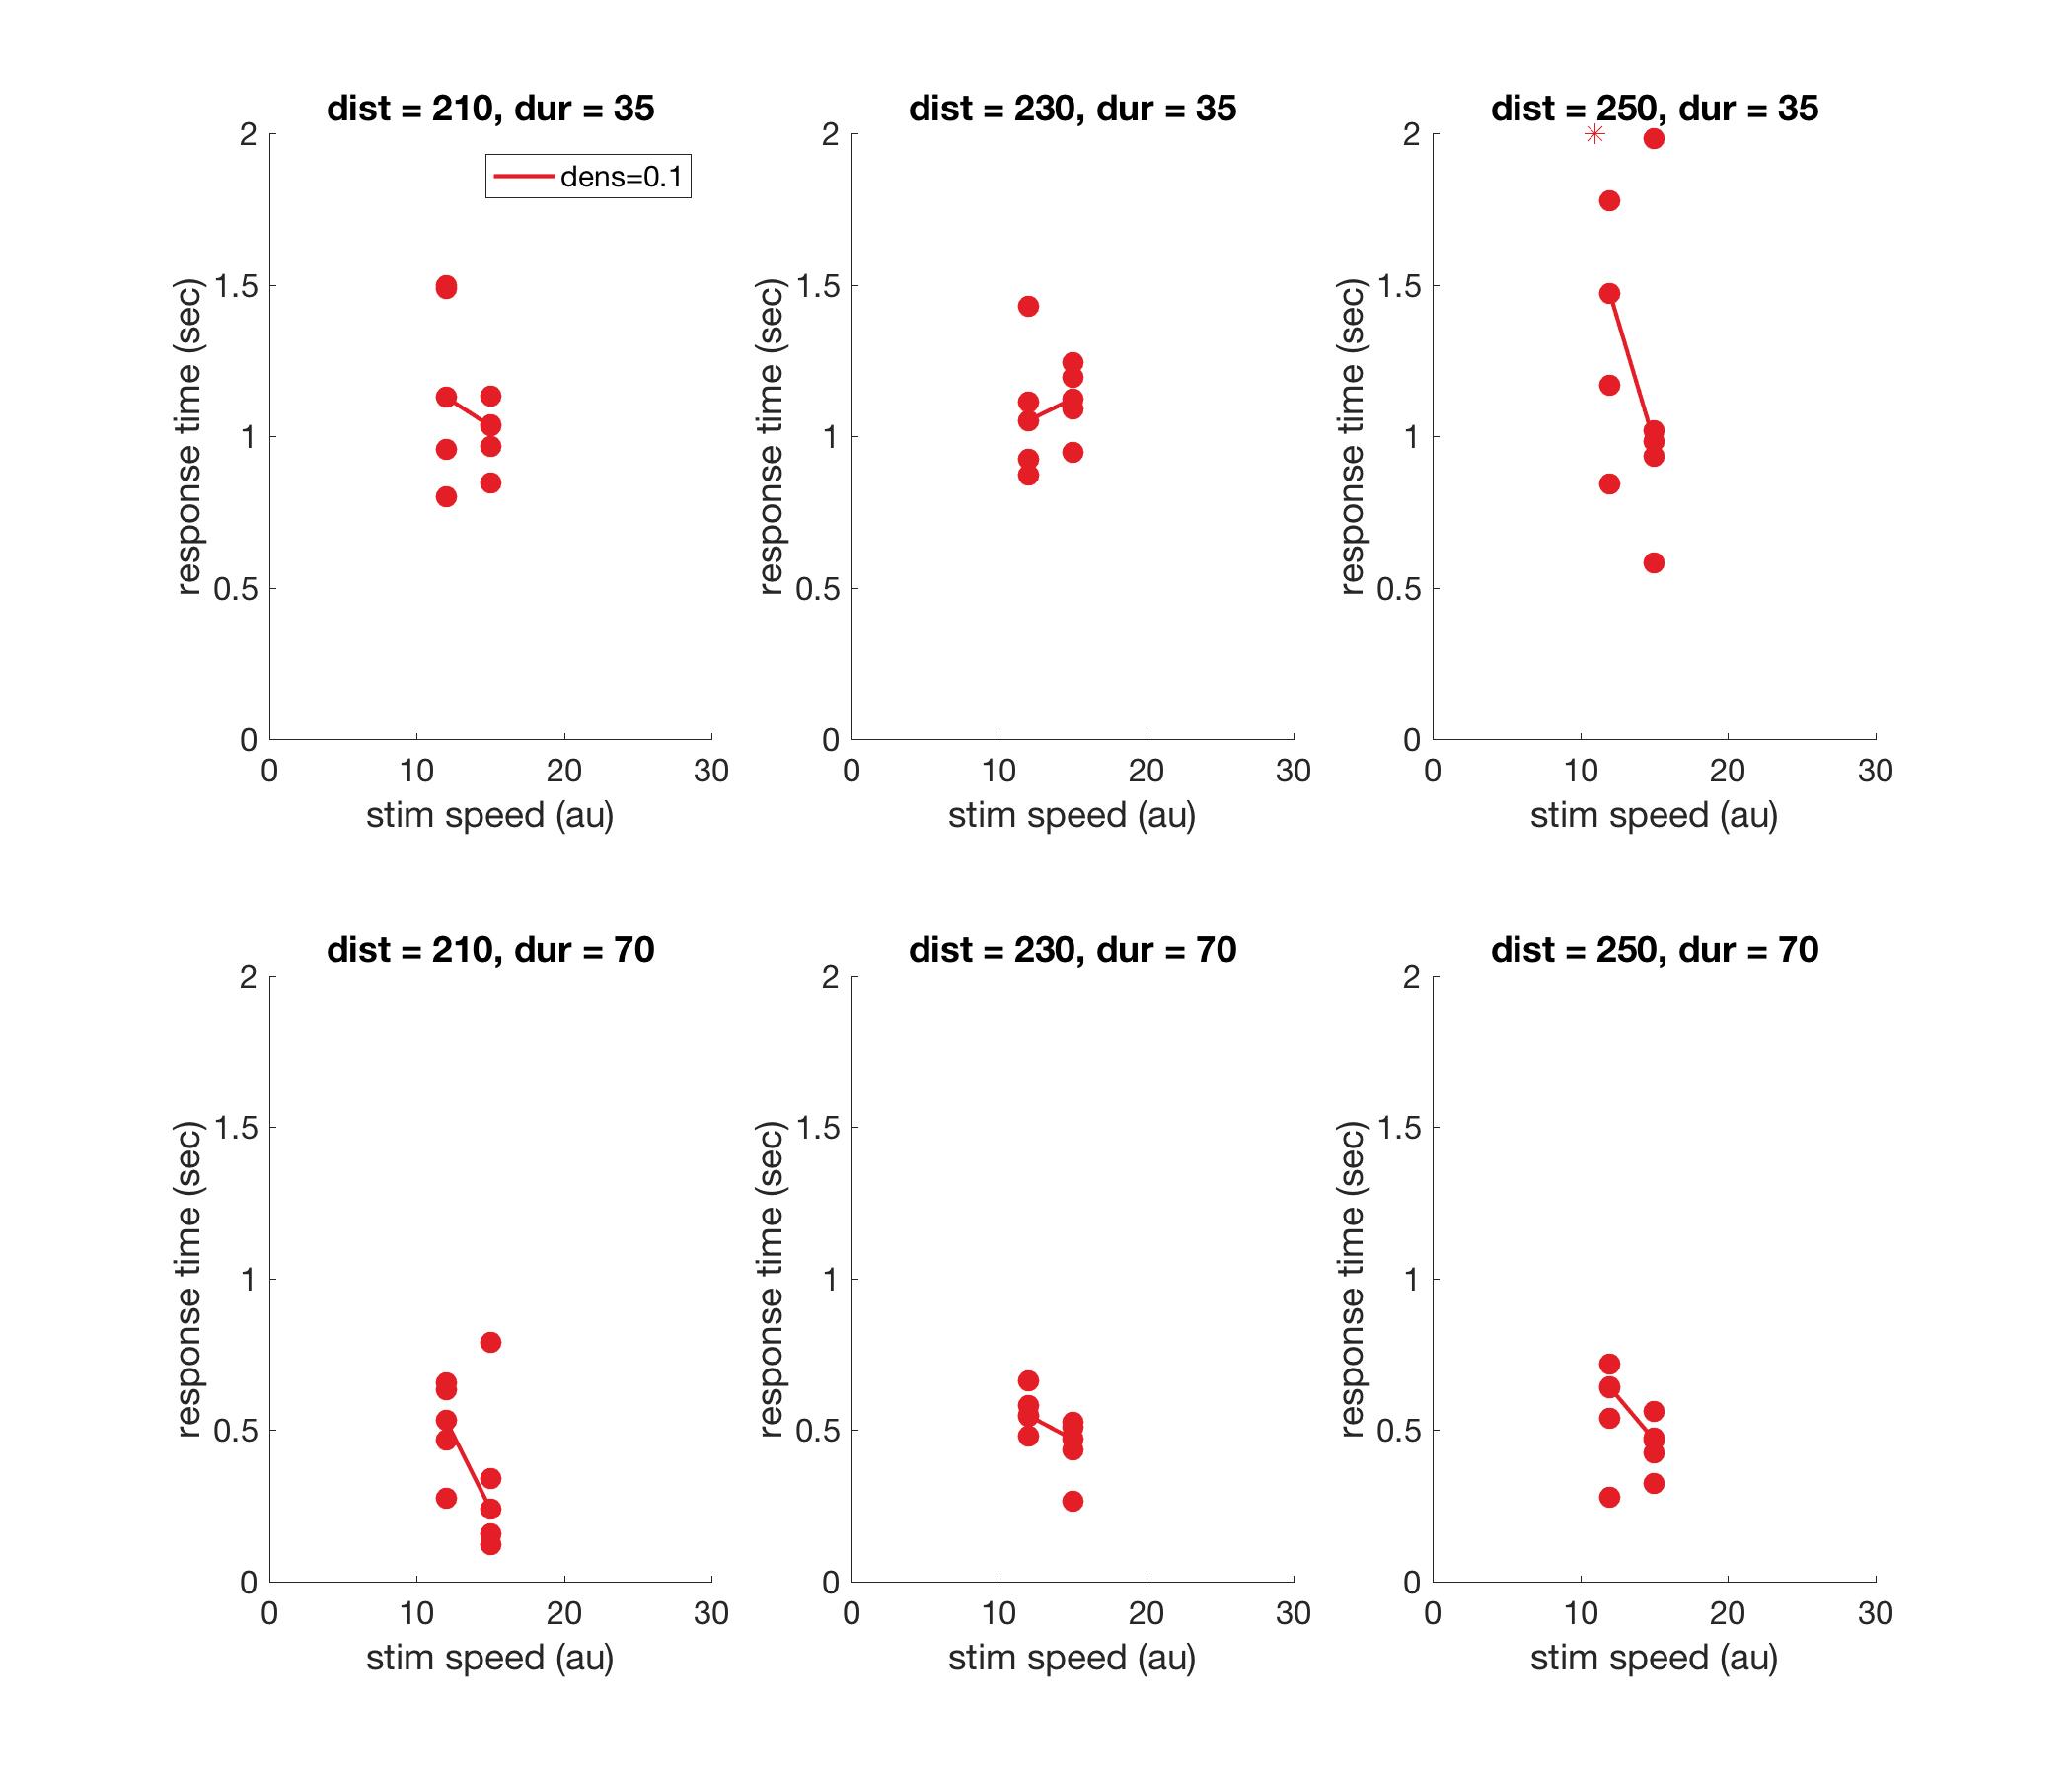 dist = 210, dur = 35
dens=0.1
response time (sec)
2
1.5
1
0.5
0
0 10 20 30
stim speed (au)
dist = 230, dur = 35
response time (sec)
2
1.5
1
0.5
0
0 10 20 30
stim speed (au)
dist = 250, dur = 35
response time (sec)
2
1.5
1
0.5
0
0 10 20 30
stim speed (au)
dist = 210, dur = 70
response time (sec)
2
1.5
1
0.5
0
0 10 20 30
stim speed (au)
dist = 230, dur = 70
response time (sec)
2
1.5
1
0.5
0
0 10 20 30
stim speed (au)
dist = 250, dur = 70
response time (sec)
2
1.5
1
0.5
0
0 10 20 30
stim speed (au)